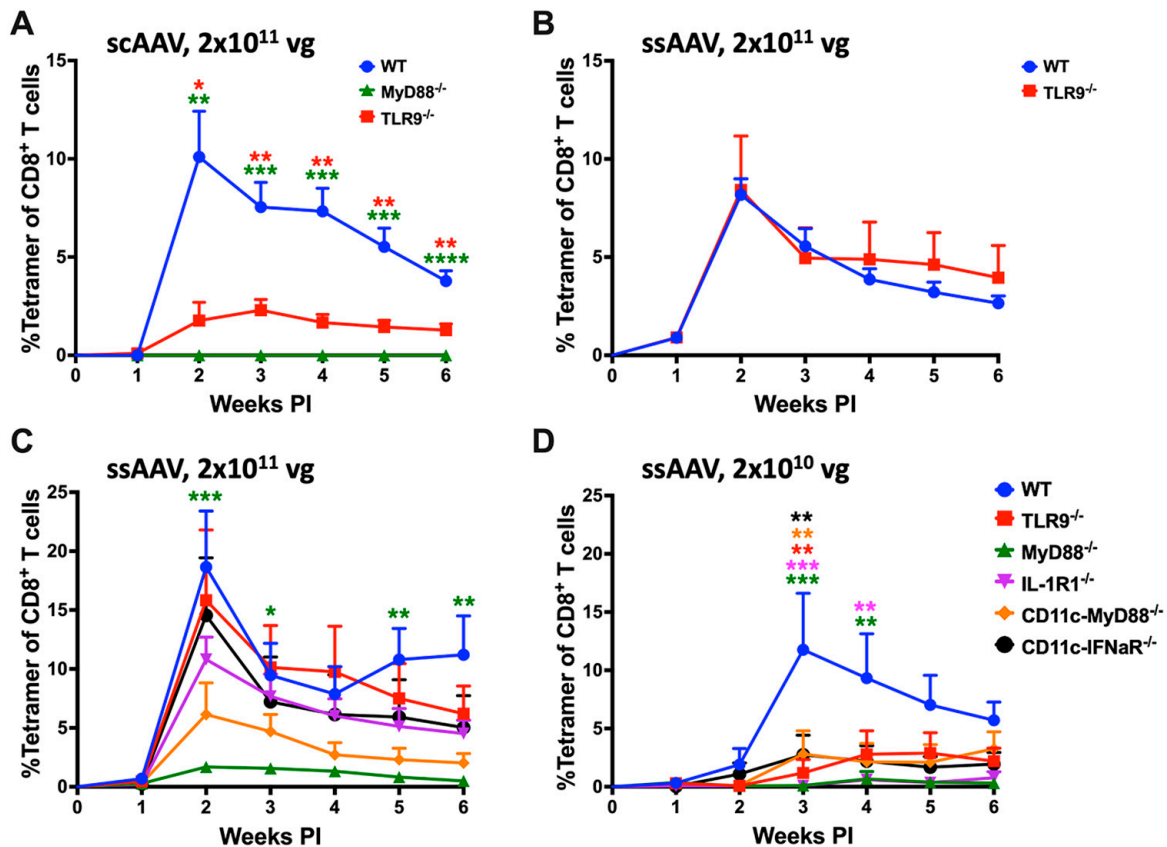 A
scAAV, 2x10¹¹ vg
WT
MyD88⁻/⁻
TLR9⁻/⁻
%Tetramer of CD8⁺ T cells
15
10
5
0
*
**
**
***
**
***
**
***
**
****
0 1 2 3 4 5 6
Weeks PI
B
ssAAV, 2x10¹¹ vg
WT
TLR9⁻/⁻
% Tetramer of CD8⁺ T cells
15
10
5
0
0 1 2 3 4 5 6
Weeks PI
C
ssAAV, 2x10¹¹ vg
%Tetramer of CD8⁺ T cells
25
20
15
10
5
0
***
*
**
**
0 1 2 3 4 5 6
Weeks PI
D
ssAAV, 2x10¹⁰ vg
%Tetramer of CD8⁺ T cells
25
20
15
10
5
0
**
**
**
***
***
**
**
0 1 2 3 4 5 6
Weeks PI
WT
TLR9⁻/⁻
MyD88⁻/⁻
IL-1R1⁻/⁻
CD11c-MyD88⁻/⁻
CD11c-IFNaR⁻/⁻